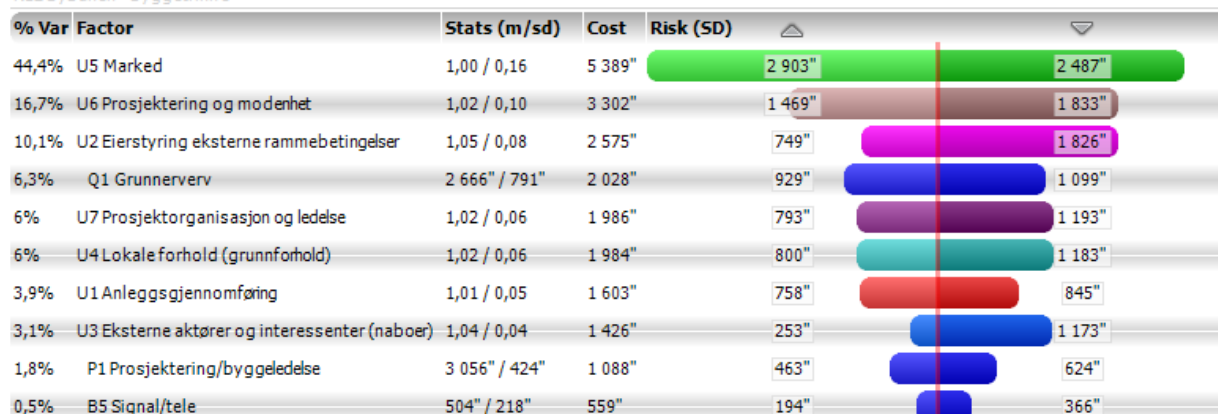 % Var Factor Stats (m/sd) Cost Risk (SD)
44,4% U5 Marked 1,00 / 0,16 5 389" 2 903" 2 487"
16,7% U6 Prosjektering og modenhet 1,02 / 0,10 3 302" 1 469" 1 833"
10,1% U2 Eierstyring eksterne rammebetingelser 1,05 / 0,08 2 575" 749" 1 826"
6,3% Q1 Grunnerverv 2 666" / 791" 2 028" 929" 1 099"
6% U7 Prosjektorganisasjon og ledelse 1,02 / 0,06 1 986" 793" 1 193"
6% U4 Lokale forhold (grunnforhold) 1,02 / 0,06 1 984" 800" 1 183"
3,9% U1 Anleggsgjennomføring 1,01 / 0,05 1 603" 758" 845"
3,1% U3 Eksterne aktører og interessenter (naboer) 1,04 / 0,04 1 426" 253" 1 173"
1,8% P1 Prosjektering/byggeledelse 3 056" / 424" 1 088" 463" 624"
0,5% B5 Signal/tele 504" / 218" 559" 194" 366"